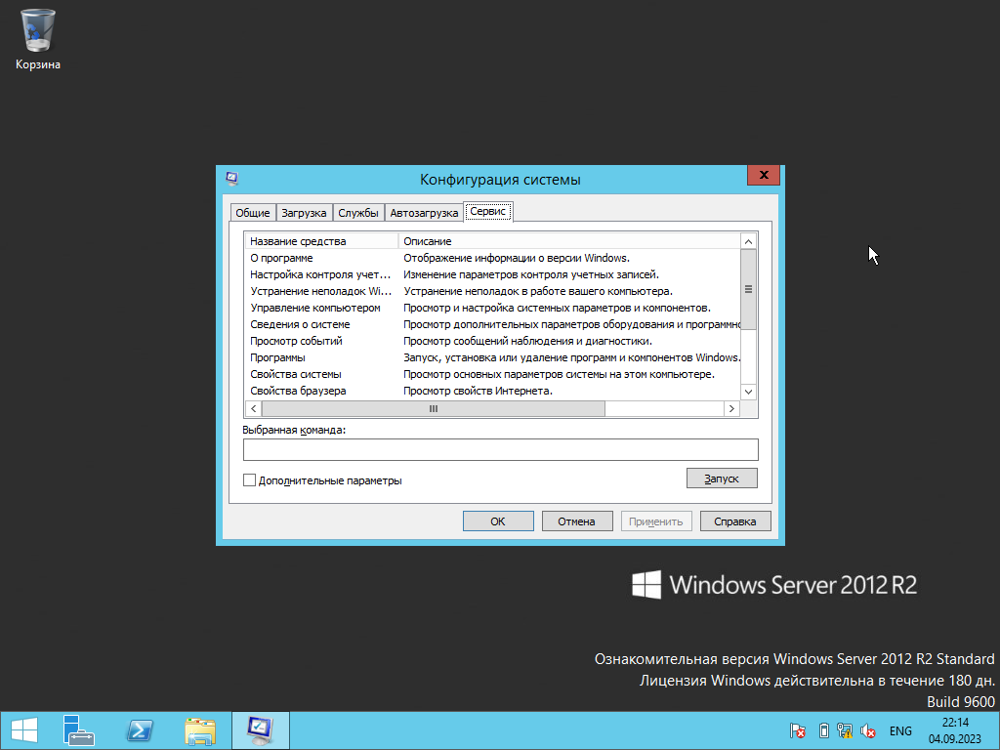 Корзина
Конфигурация системы
Общие Загрузка Службы Автозагрузка Сервис
Название средства Описание
О программе Отображение информации о версии Windows.
Настройка контроля учет... Изменение параметров контроля учетных записей.
Устранение неполадок Wi... Устранение неполадок в работе вашего компьютера.
Управление компьютером Просмотр и настройка системных параметров и компонентов.
Сведения о системе Просмотр дополнительных параметров оборудования и
Просмотр событий Просмотр сообщений наблюдения и диагностики.
Программы Запуск, установка или удаление программ и компонентов Windows.
Свойства системы Просмотр основных параметров системы на этом компьютере.
Свойства браузера Просмотр свойств Интернета.
Выбранная команда:
Дополнительные параметры
Запуск
ОК Отмена Применить Справка
Windows Server 2012 R2
Ознакомительная версия Windows Server 2012 R2 Standard
Лицензия Windows действительна в течение 180 дн.
Build 9600
ENG
22:14
04.09.2023